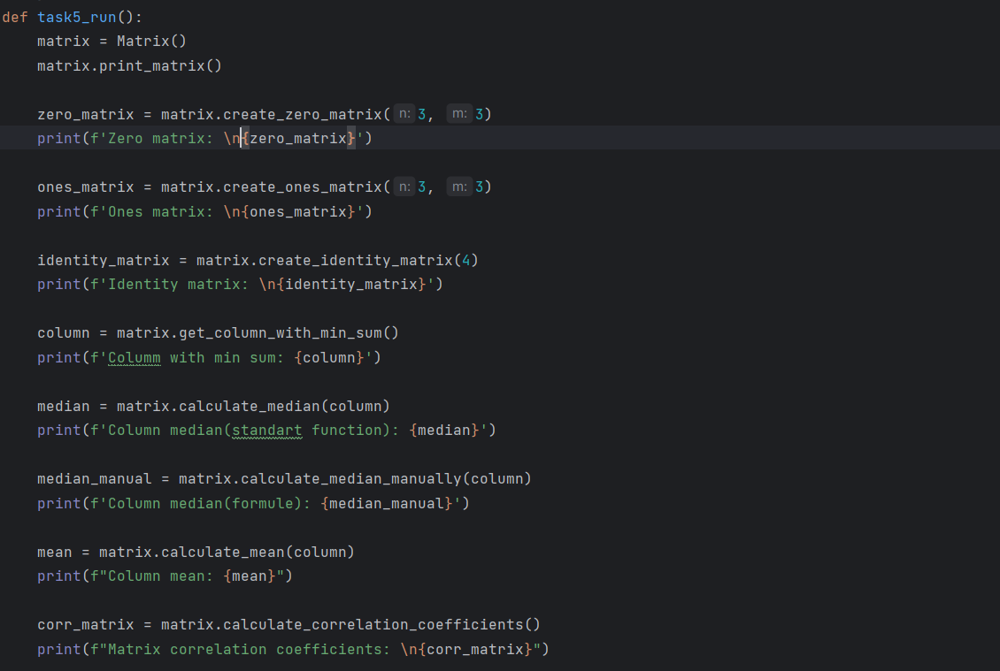 def task5_run():
    matrix = Matrix()
    matrix.print_matrix()
    zero_matrix = matrix.create_zero_matrix( n: 3, m: 3)
    print(f'Zero matrix: \n{zero_matrix}')
    ones_matrix = matrix.create_ones_matrix( n: 3, m: 3)
    print(f'Ones matrix: \n{ones_matrix}')
    identity_matrix = matrix.create_identity_matrix(4)
    print(f'Identity matrix: \n{identity_matrix}')
    column = matrix.get_column_with_min_sum()
    print(f'Columm with min sum: {column}')
    median = matrix.calculate_median(column)
    print(f'Column median(standart function): {median}')
    median_manual = matrix.calculate_median_manually(column)
    print(f'Column median(formule): {median_manual}')
    mean = matrix.calculate_mean(column)
    print(f"Column mean: {mean}")
    corr_matrix = matrix.calculate_correlation_coefficients()
    print(f"Matrix correlation coefficients: \n{corr_matrix}")